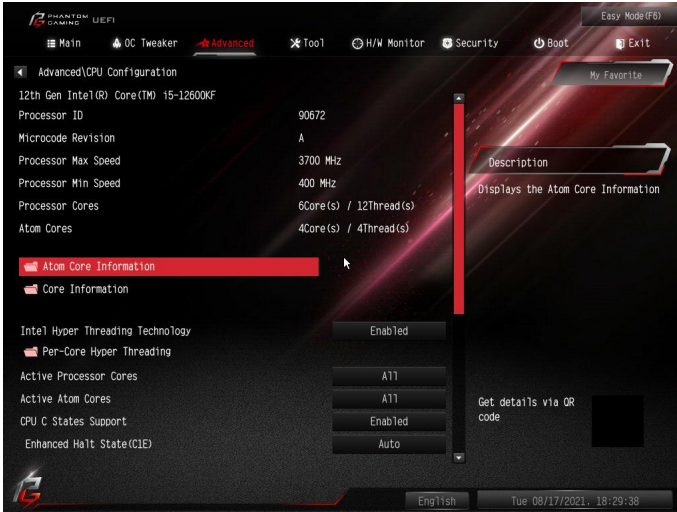 PHANTOM
GAMING UEFI
Easy Mode(F6)
Main OC Tweaker Advanced Tool H/W Monitor Security Boot Exit
Advanced\CPU Configuration
My Favorite
12th Gen Intel(R) Core(TM) i5-12600KF
Processor ID 90672
Microcode Revision A
Processor Max Speed 3700 MHz
Processor Min Speed 400 MHz
Processor Cores 6Core(s) / 12Thread(s)
Atom Cores 4Core(s) / 4Thread(s)
Atom Core Information
Core Information
Intel Hyper Threading Technology Enabled
Per-Core Hyper Threading
Active Processor Cores All
Active Atom Cores All
CPU C States Support Enabled
Enhanced Halt State(C1E) Auto
Description
Displays the Atom Core Information
Get details via QR
code
English
Tue 08/17/2021. 18:29:38